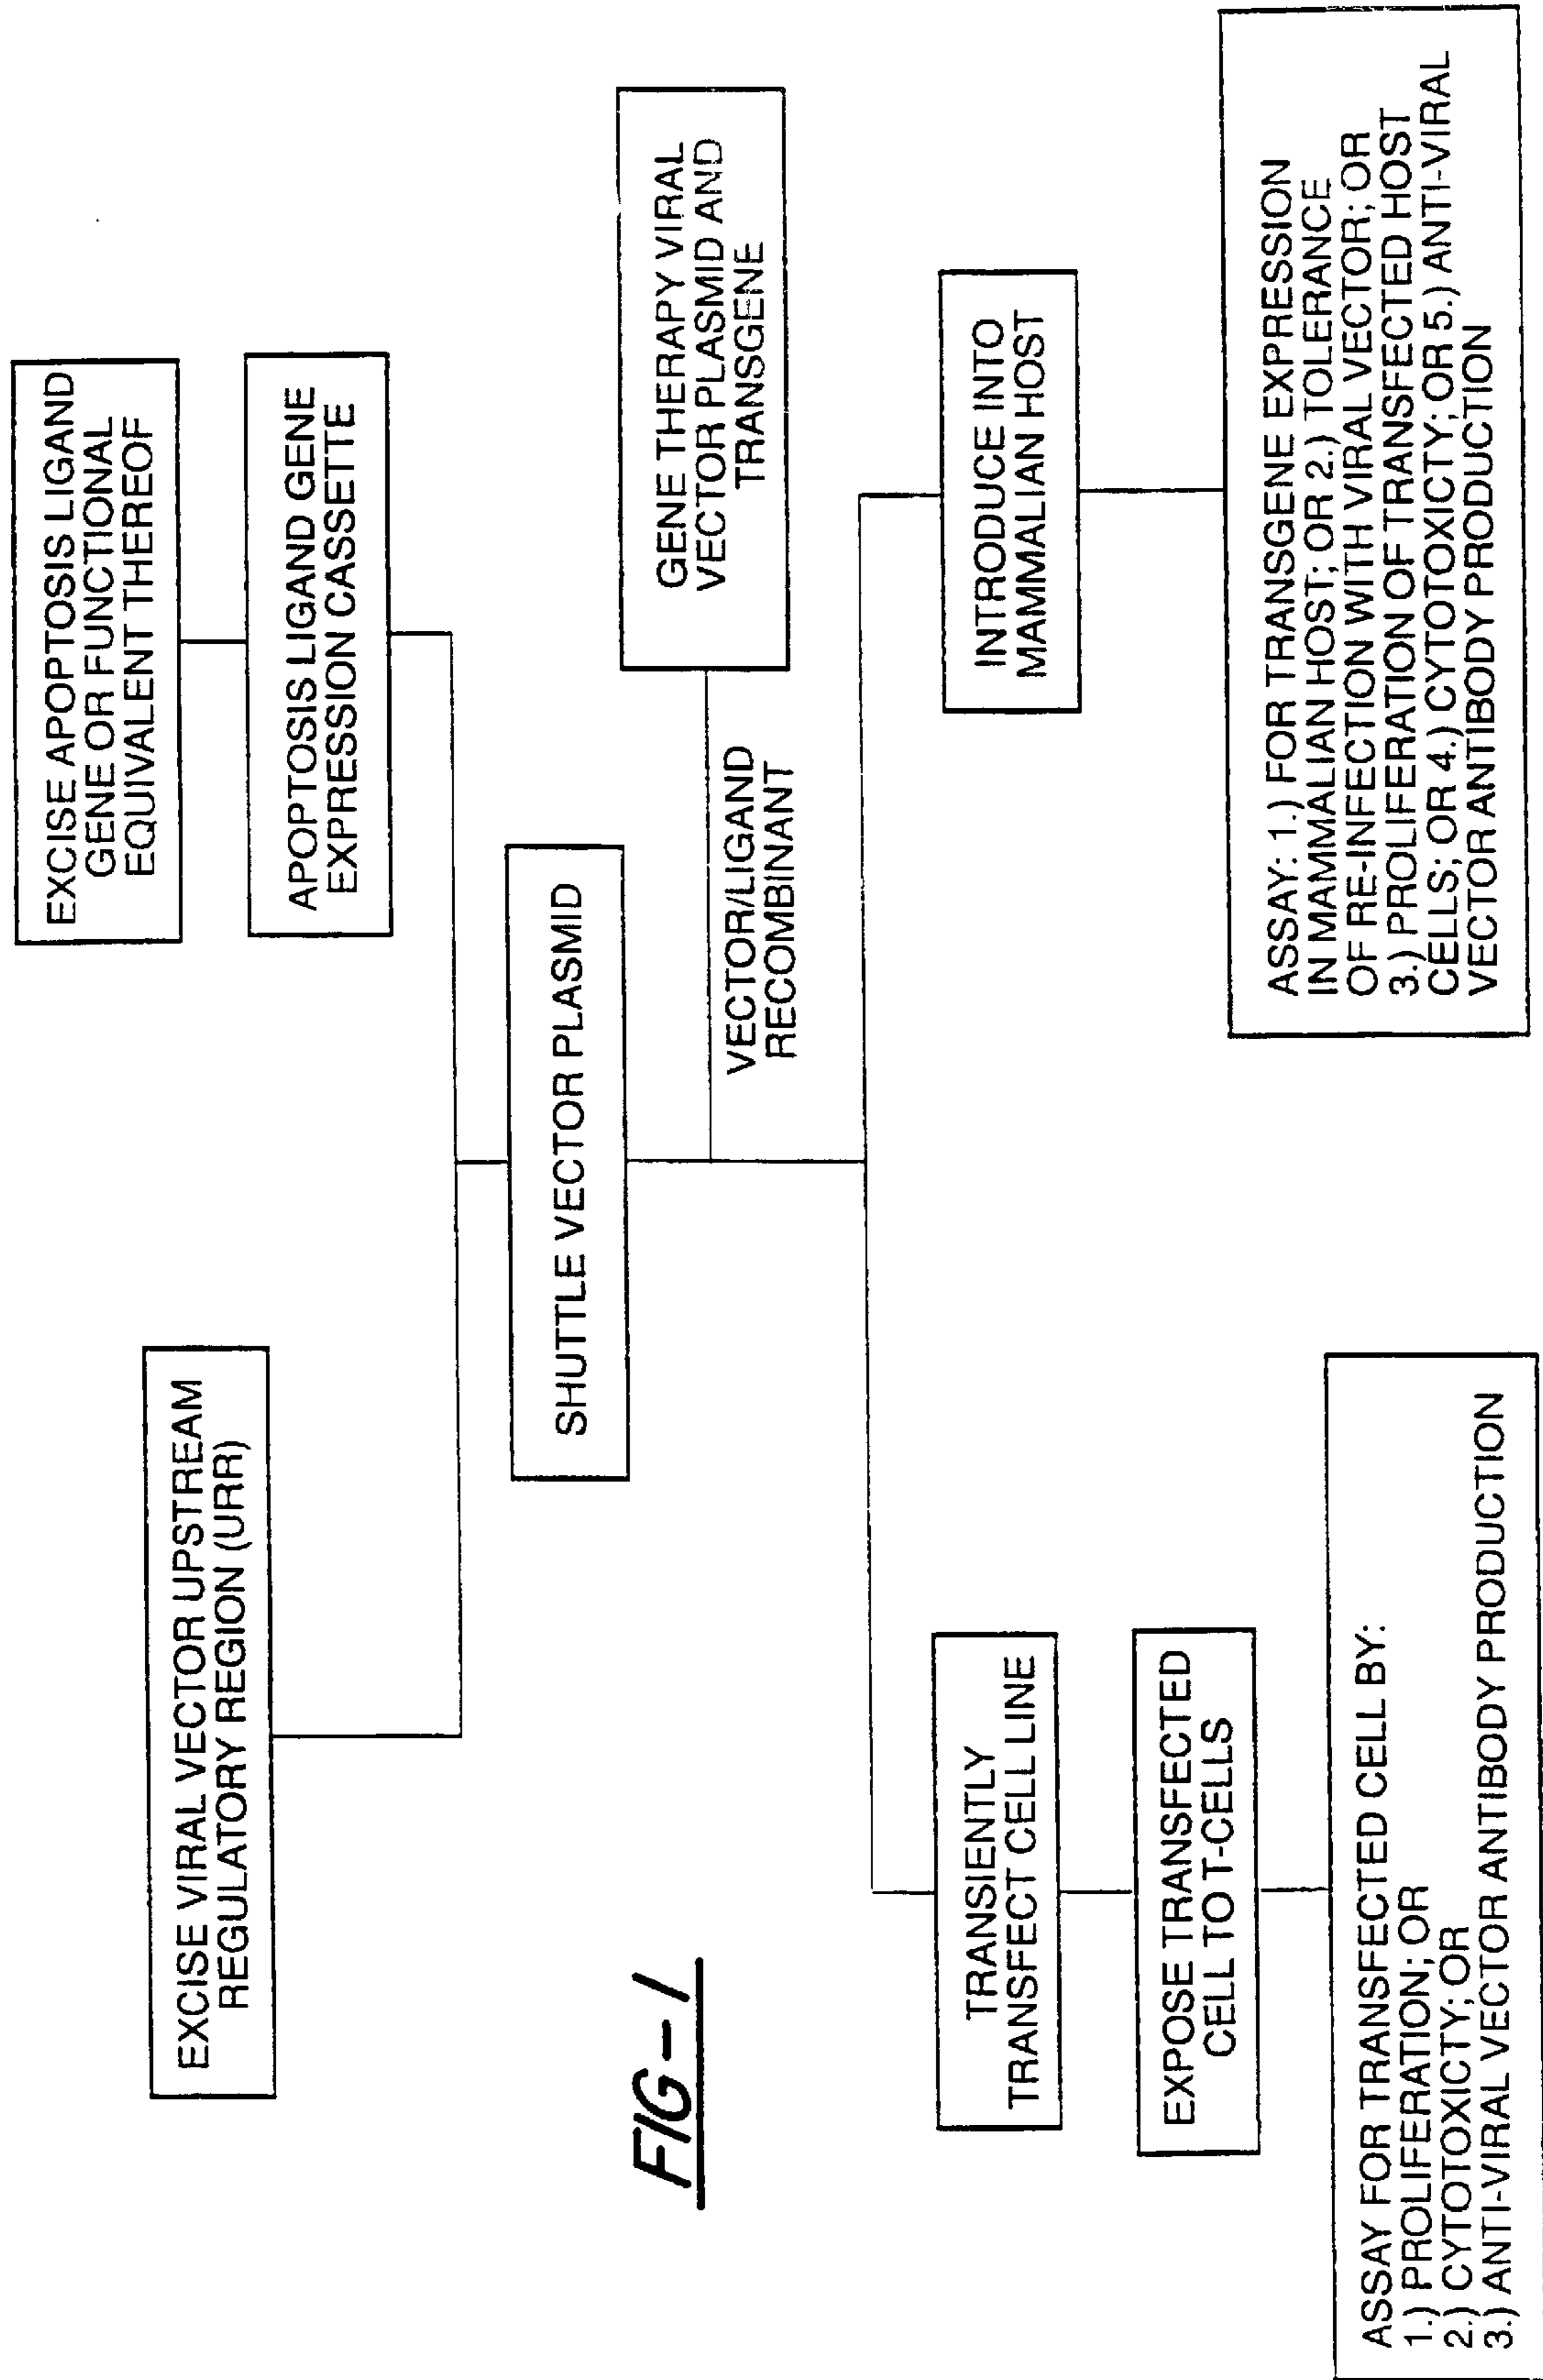 EXCISE VIRAL VECTOR UPSTREAM
REGULATORY REGION (URR)
EXCISE APOPTOSIS LIGAND
GENE OR FUNCTIONAL
EQUIVALENT THEREOF
APOPTOSIS LIGAND GENE
EXPRESSION CASSETTE
SHUTTLE VECTOR PLASMID
GENE THERAPY VIRAL
VECTOR PLASMID AND
TRANSGENE
VECTOR/LIGAND
RECOMBINANT
FIG-1
TRANSIENTLY
TRANSFECT CELL LINE
EXPOSE TRANSFECTED
CELL TO T-CELLS
ASSAY FOR TRANSFECTED CELL BY:
1.) PROLIFERATION; OR
2.) CYTOTOXICTY; OR
3.) ANTI-VIRAL VECTOR ANTIBODY PRODUCTION
INTRODUCE INTO
MAMMALIAN HOST
ASSAY: 1.) FOR TRANSGENE EXPRESSION
IN MAMMALIAN HOST; OR 2.) TOLERANCE
OF RE-INFECTION WITH VIRAL VECTOR; OR
3.) PROLIFERATION OF TRANSFECTED HOST
CELLS; OR 4.) CYTOTOXICTY; OR 5.) ANTI-VIRAL
VECTOR ANTIBODY PRODUCTION